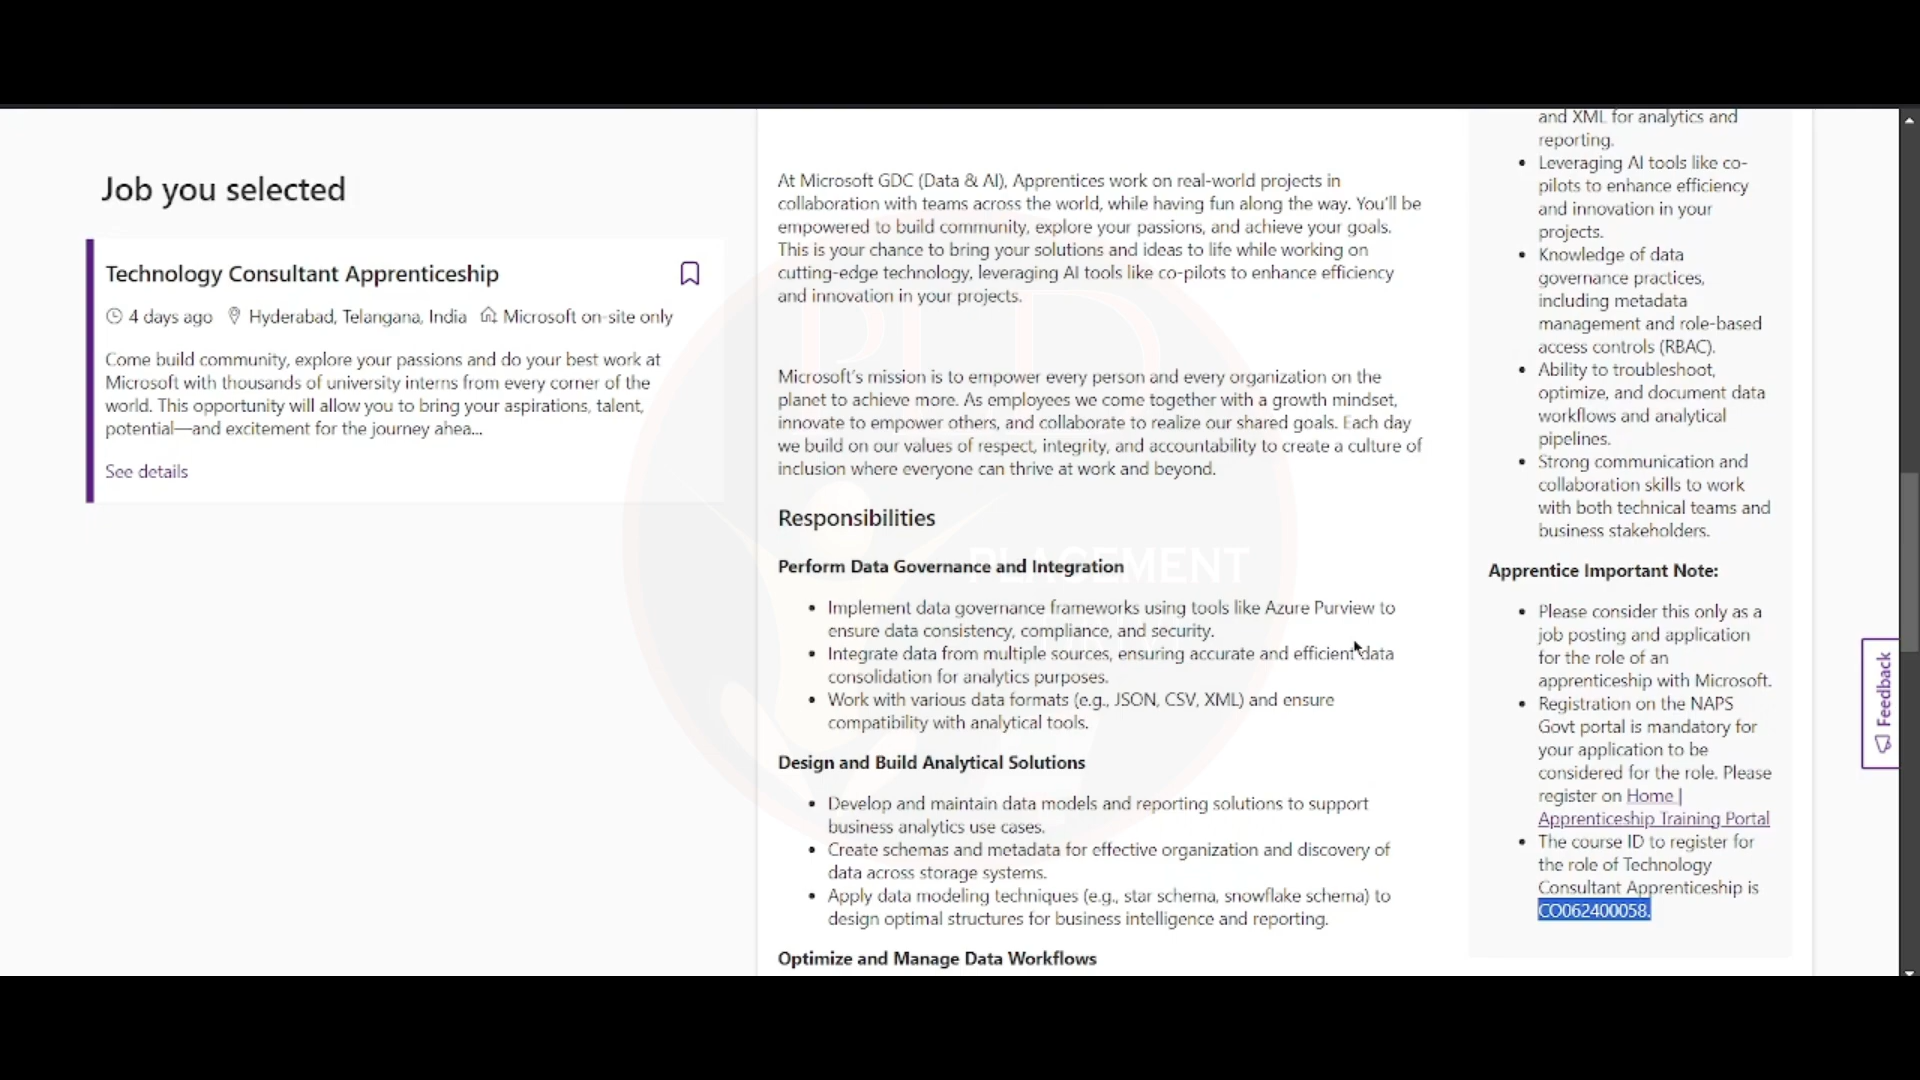 Job you selected
Technology Consultant Apprenticeship
4 days ago Hyderabad, Telangana, India Microsoft on-site only
Come build community, explore your passions and do your best work at
Microsoft with thousands of university interns from every corner of the
world. This opportunity will allow you to bring your aspirations, talent,
potential—and excitement for the journey ahea...
See details
At Microsoft GDC (Data & AI), Apprentices work on real-world projects in
collaboration with teams across the world, while having fun along the way. You'll be
empowered to build community, explore your passions, and achieve your goals.
This is your chance to bring your solutions and ideas to life while working on
cutting-edge technology, leveraging AI tools like co-pilots to enhance efficiency
and innovation in your projects.
Microsoft's mission is to empower every person and every organization on the
planet to achieve more. As employees we come together with a growth mindset,
innovate to empower others, and collaborate to realize our shared goals. Each day
we build on our values of respect, integrity, and accountability to create a culture of
inclusion where everyone can thrive at work and beyond.
Responsibilities
Perform Data Governance and Integration
• Implement data governance frameworks using tools like Azure Purview to
ensure data consistency, compliance, and security.
• Integrate data from multiple sources, ensuring accurate and efficient data
consolidation for analytics purposes.
• Work with various data formats (e.g., JSON, CSV, XML) and ensure
compatibility with analytical tools.
Design and Build Analytical Solutions
• Develop and maintain data models and reporting solutions to support
business analytics use cases.
• Create schemas and metadata for effective organization and discovery of
data across storage systems.
• Apply data modeling techniques (e.g., star schema, snowflake schema) to
design optimal structures for business intelligence and reporting.
Optimize and Manage Data Workflows
and XML for analytics and
reporting.
• Leveraging AI tools like co-
pilots to enhance efficiency
and innovation in your
projects.
• Knowledge of data
governance practices,
including metadata
management and role-based
access controls (RBAC).
• Ability to troubleshoot,
optimize, and document data
workflows and analytical
pipelines.
• Strong communication and
collaboration skills to work
with both technical teams and
business stakeholders.
Apprentice Important Note:
• Please consider this only as a
job posting and application
for the role of an
apprenticeship with Microsoft.
• Registration on the NAPS
Govt portal is mandatory for
your application to be
considered for the role. Please
register on Home |
Apprenticeship Training Portal
• The course ID to register for
the role of Technology
Consultant Apprenticeship is
CO062400058.
Feedback
PLACEMENT